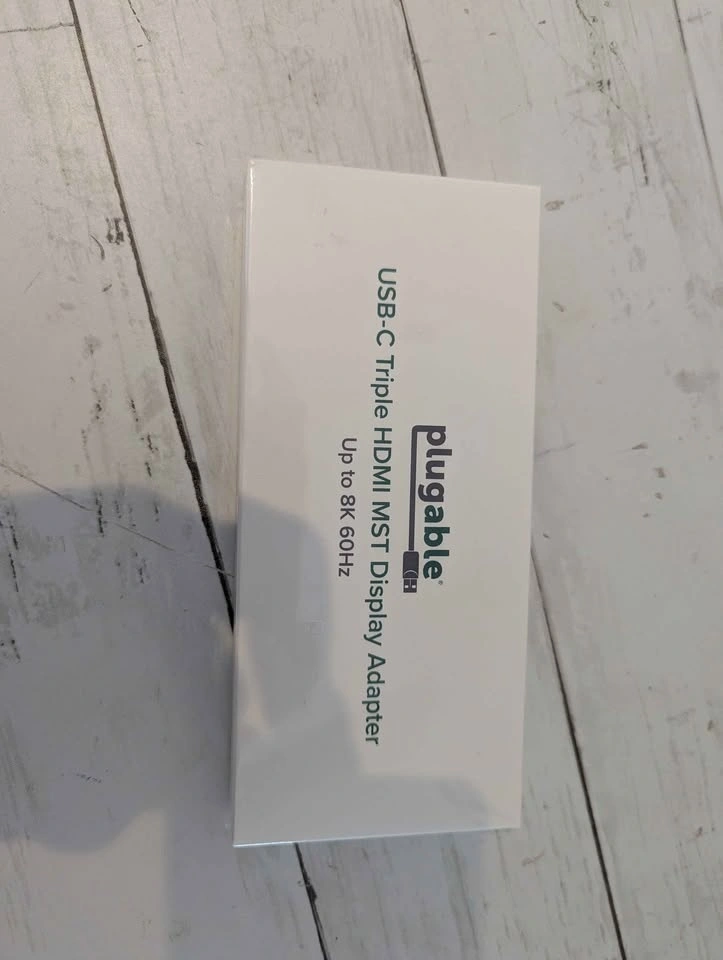 plugable®
USB-C Triple HDMI MST Display Adapter
Up to 8K 60Hz